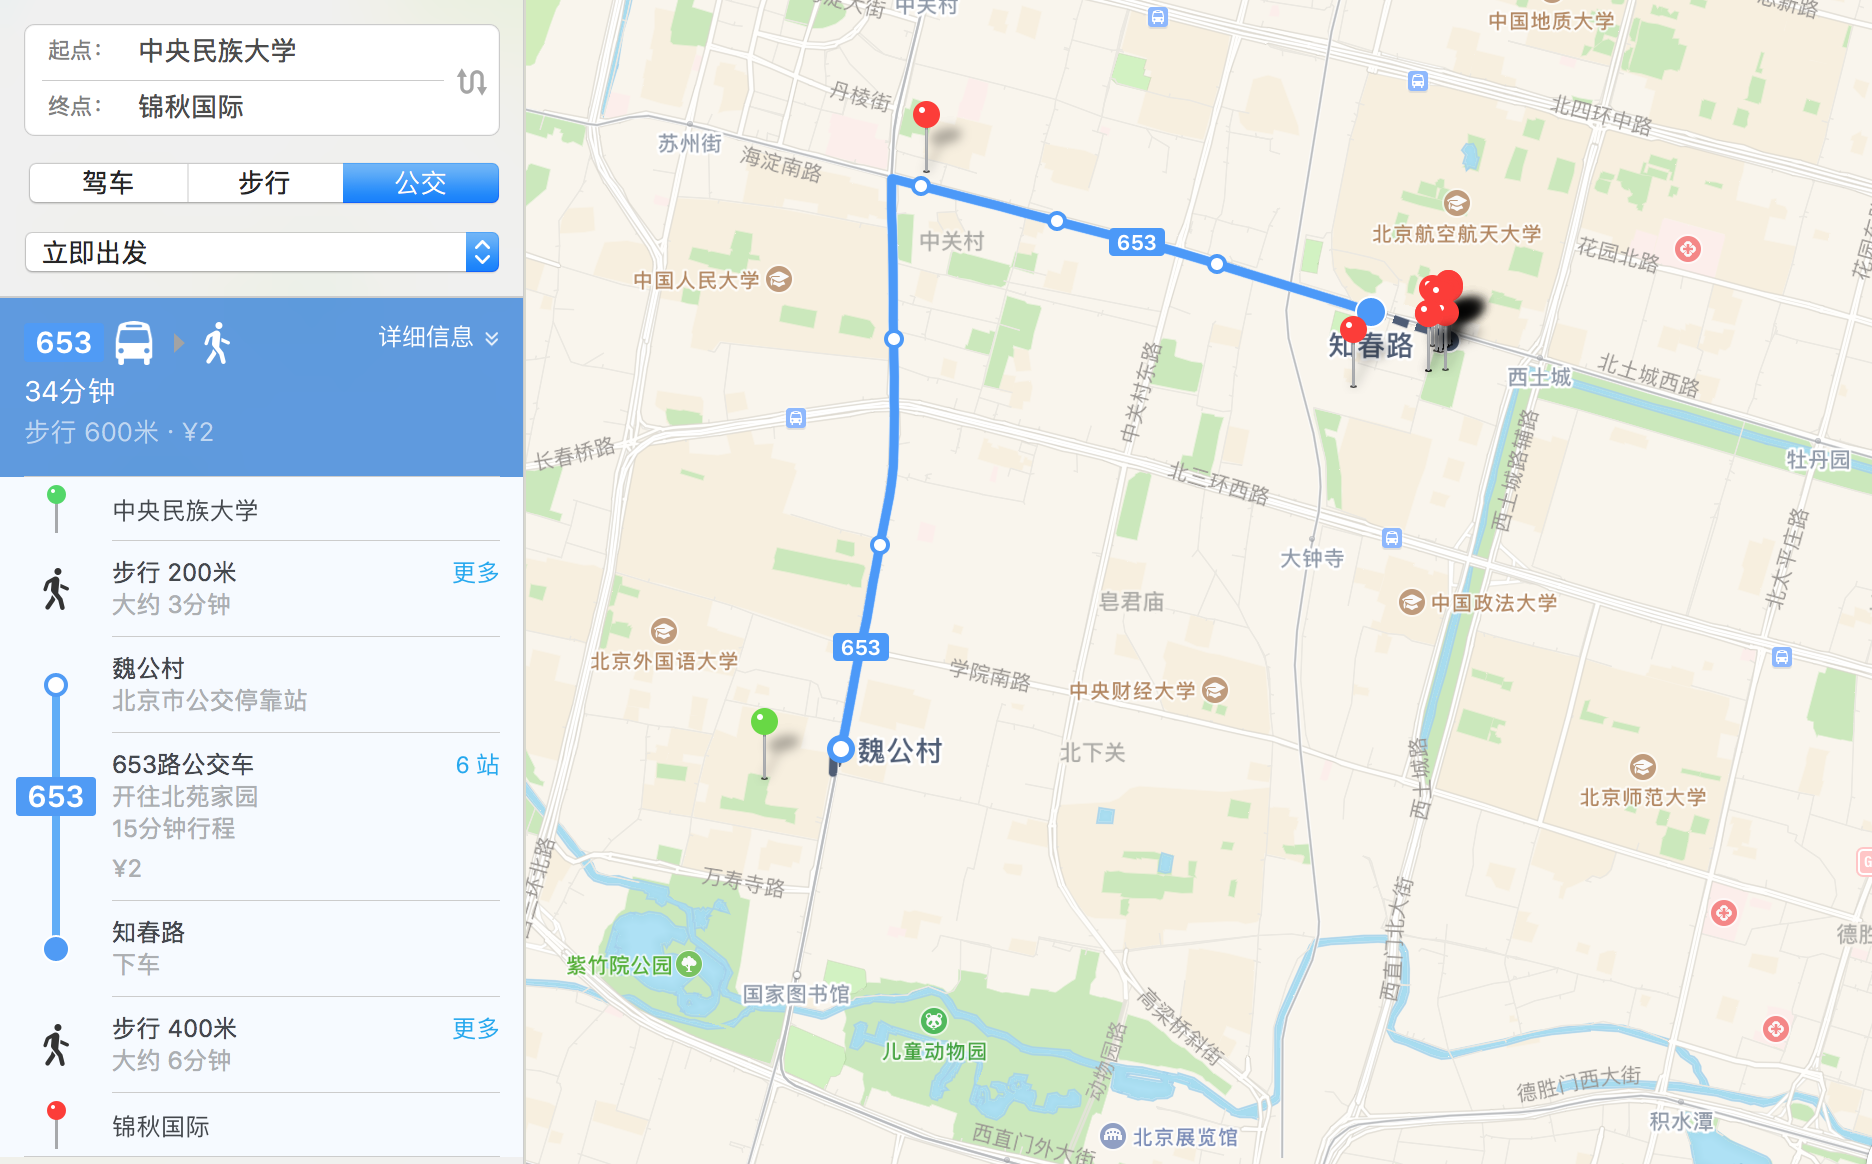 起点：
中央民族大学
终点：
锦秋国际
驾车
步行
公交
立即出发
653
详细信息
34分钟
步行 600米 · ¥2
中央民族大学
步行 200米
更多
大约 3分钟
魏公村
北京市公交停靠站
653路公交车
6 站
653
开往北苑家园
15分钟行程
¥2
知春路
下车
步行 400米
更多
大约 6分钟
锦秋国际
中关村
中国地质大学
丹棱街
北四环中路
苏州街
海淀南路
中关村
653
北京航空航天大学
花园北路
中国人民大学
知春路
西土城
北土城西路
中关村东路
长春桥路
北三环西路
西土城路辅路
牡丹园
大钟寺
北太平庄路
皂君庙
中国政法大学
北京外国语大学
653
学院南路
中央财经大学
魏公村
北下关
西土城路
北京师范大学
万寿寺路
西直门北大街
紫竹院公园
国家图书馆
高梁桥斜街
儿童动物园
动物园路
德胜门西大街
积水潭
西直门外大街
北京展览馆